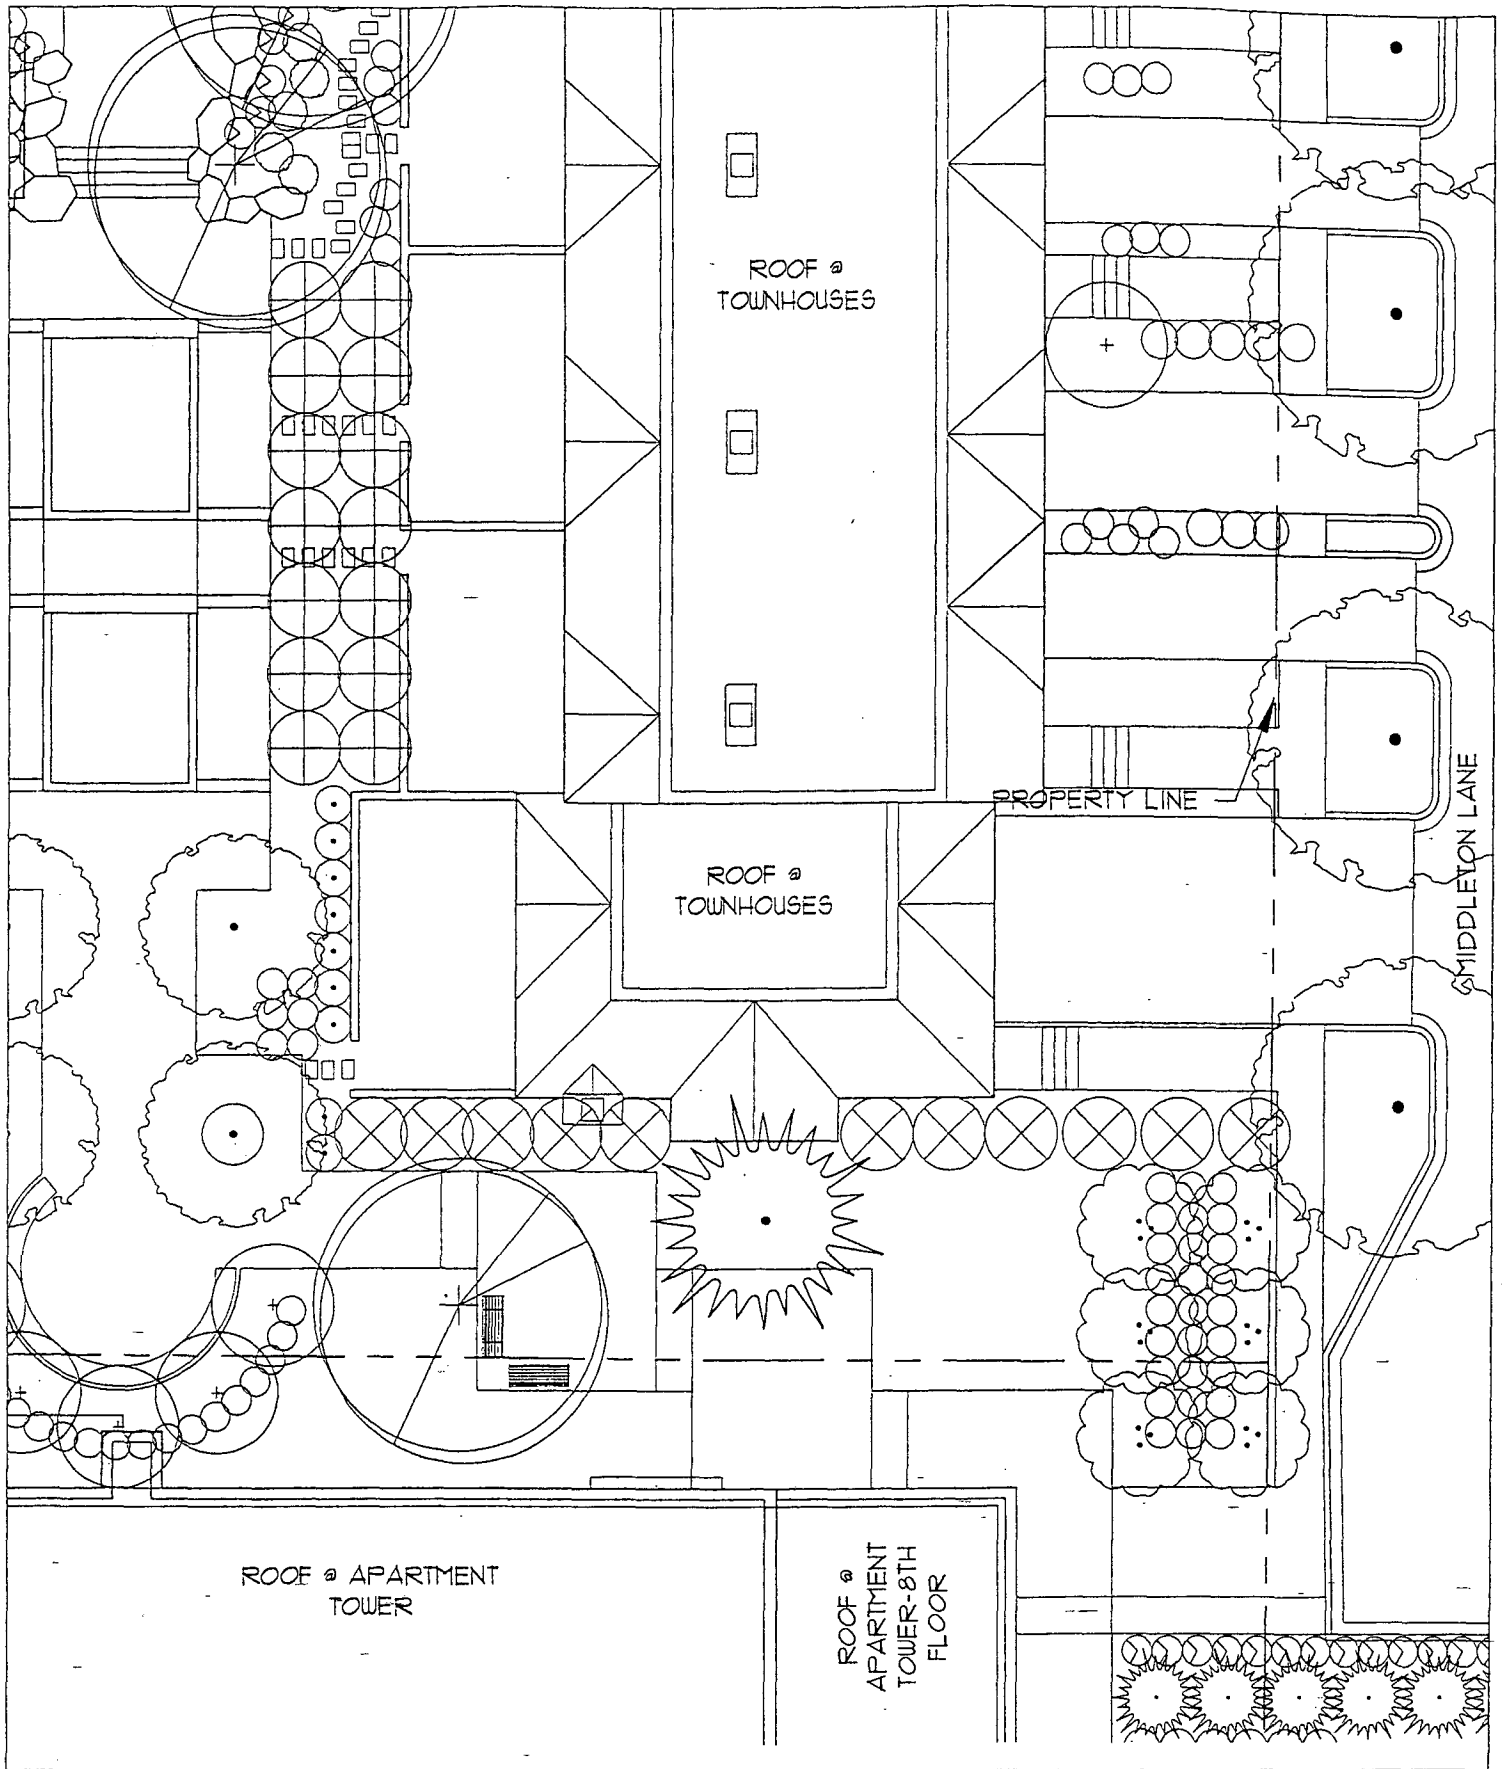 ROOF @
TOWNHOUSES
PROPERTY LINE
MIDDLETON LANE
ROOF @
TOWNHOUSES
ROOF @ APARTMENT
TOWER
ROOF @
APARTMENT
TOWER-8TH
FLOOR